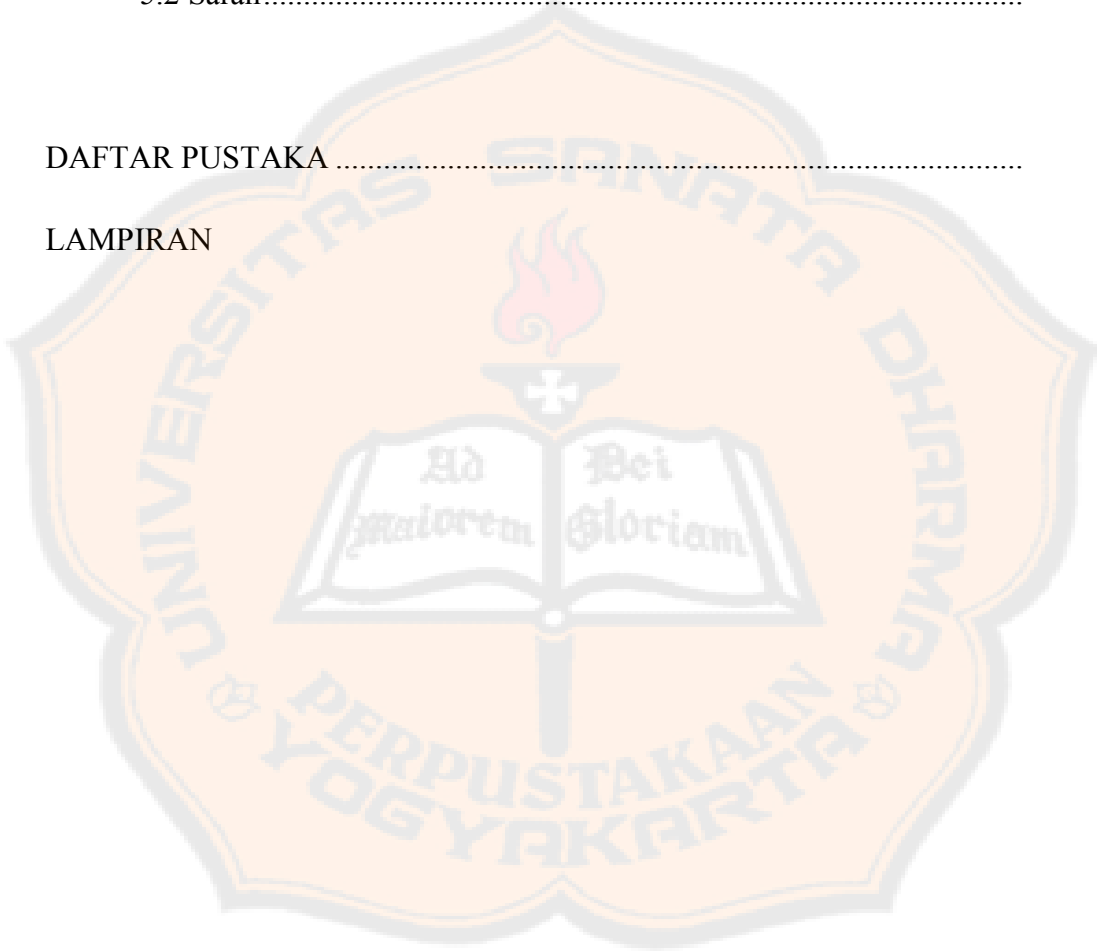 5.2 Saran................................................................................................
DAFTAR PUSTAKA .......................................................................................
LAMPIRAN
UNIVERSITAS SANATA DHARMA
Ad Dei
Maiorem Gloriam
PERPUSTAKAAN
YOGYAKARTA